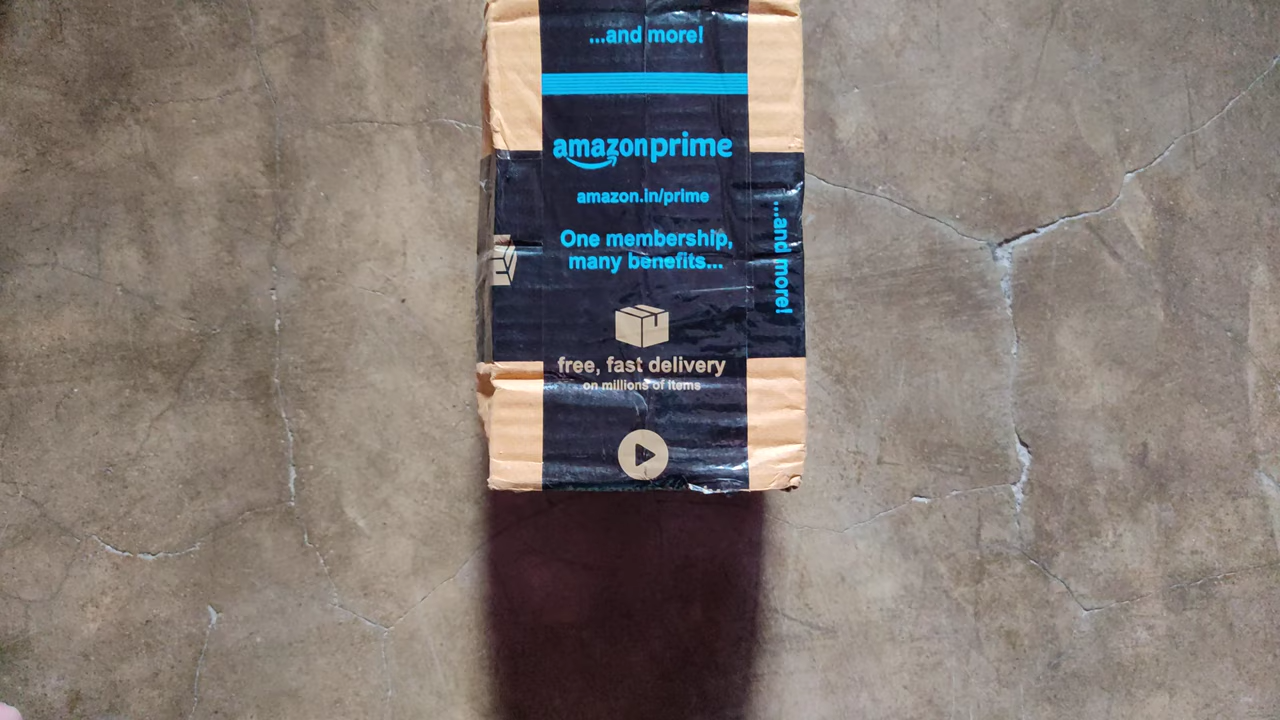 ...and more!
amazonprime
amazon.in/prime
One membership,
many benefits...
free, fast delivery
on millions of items
...and more!